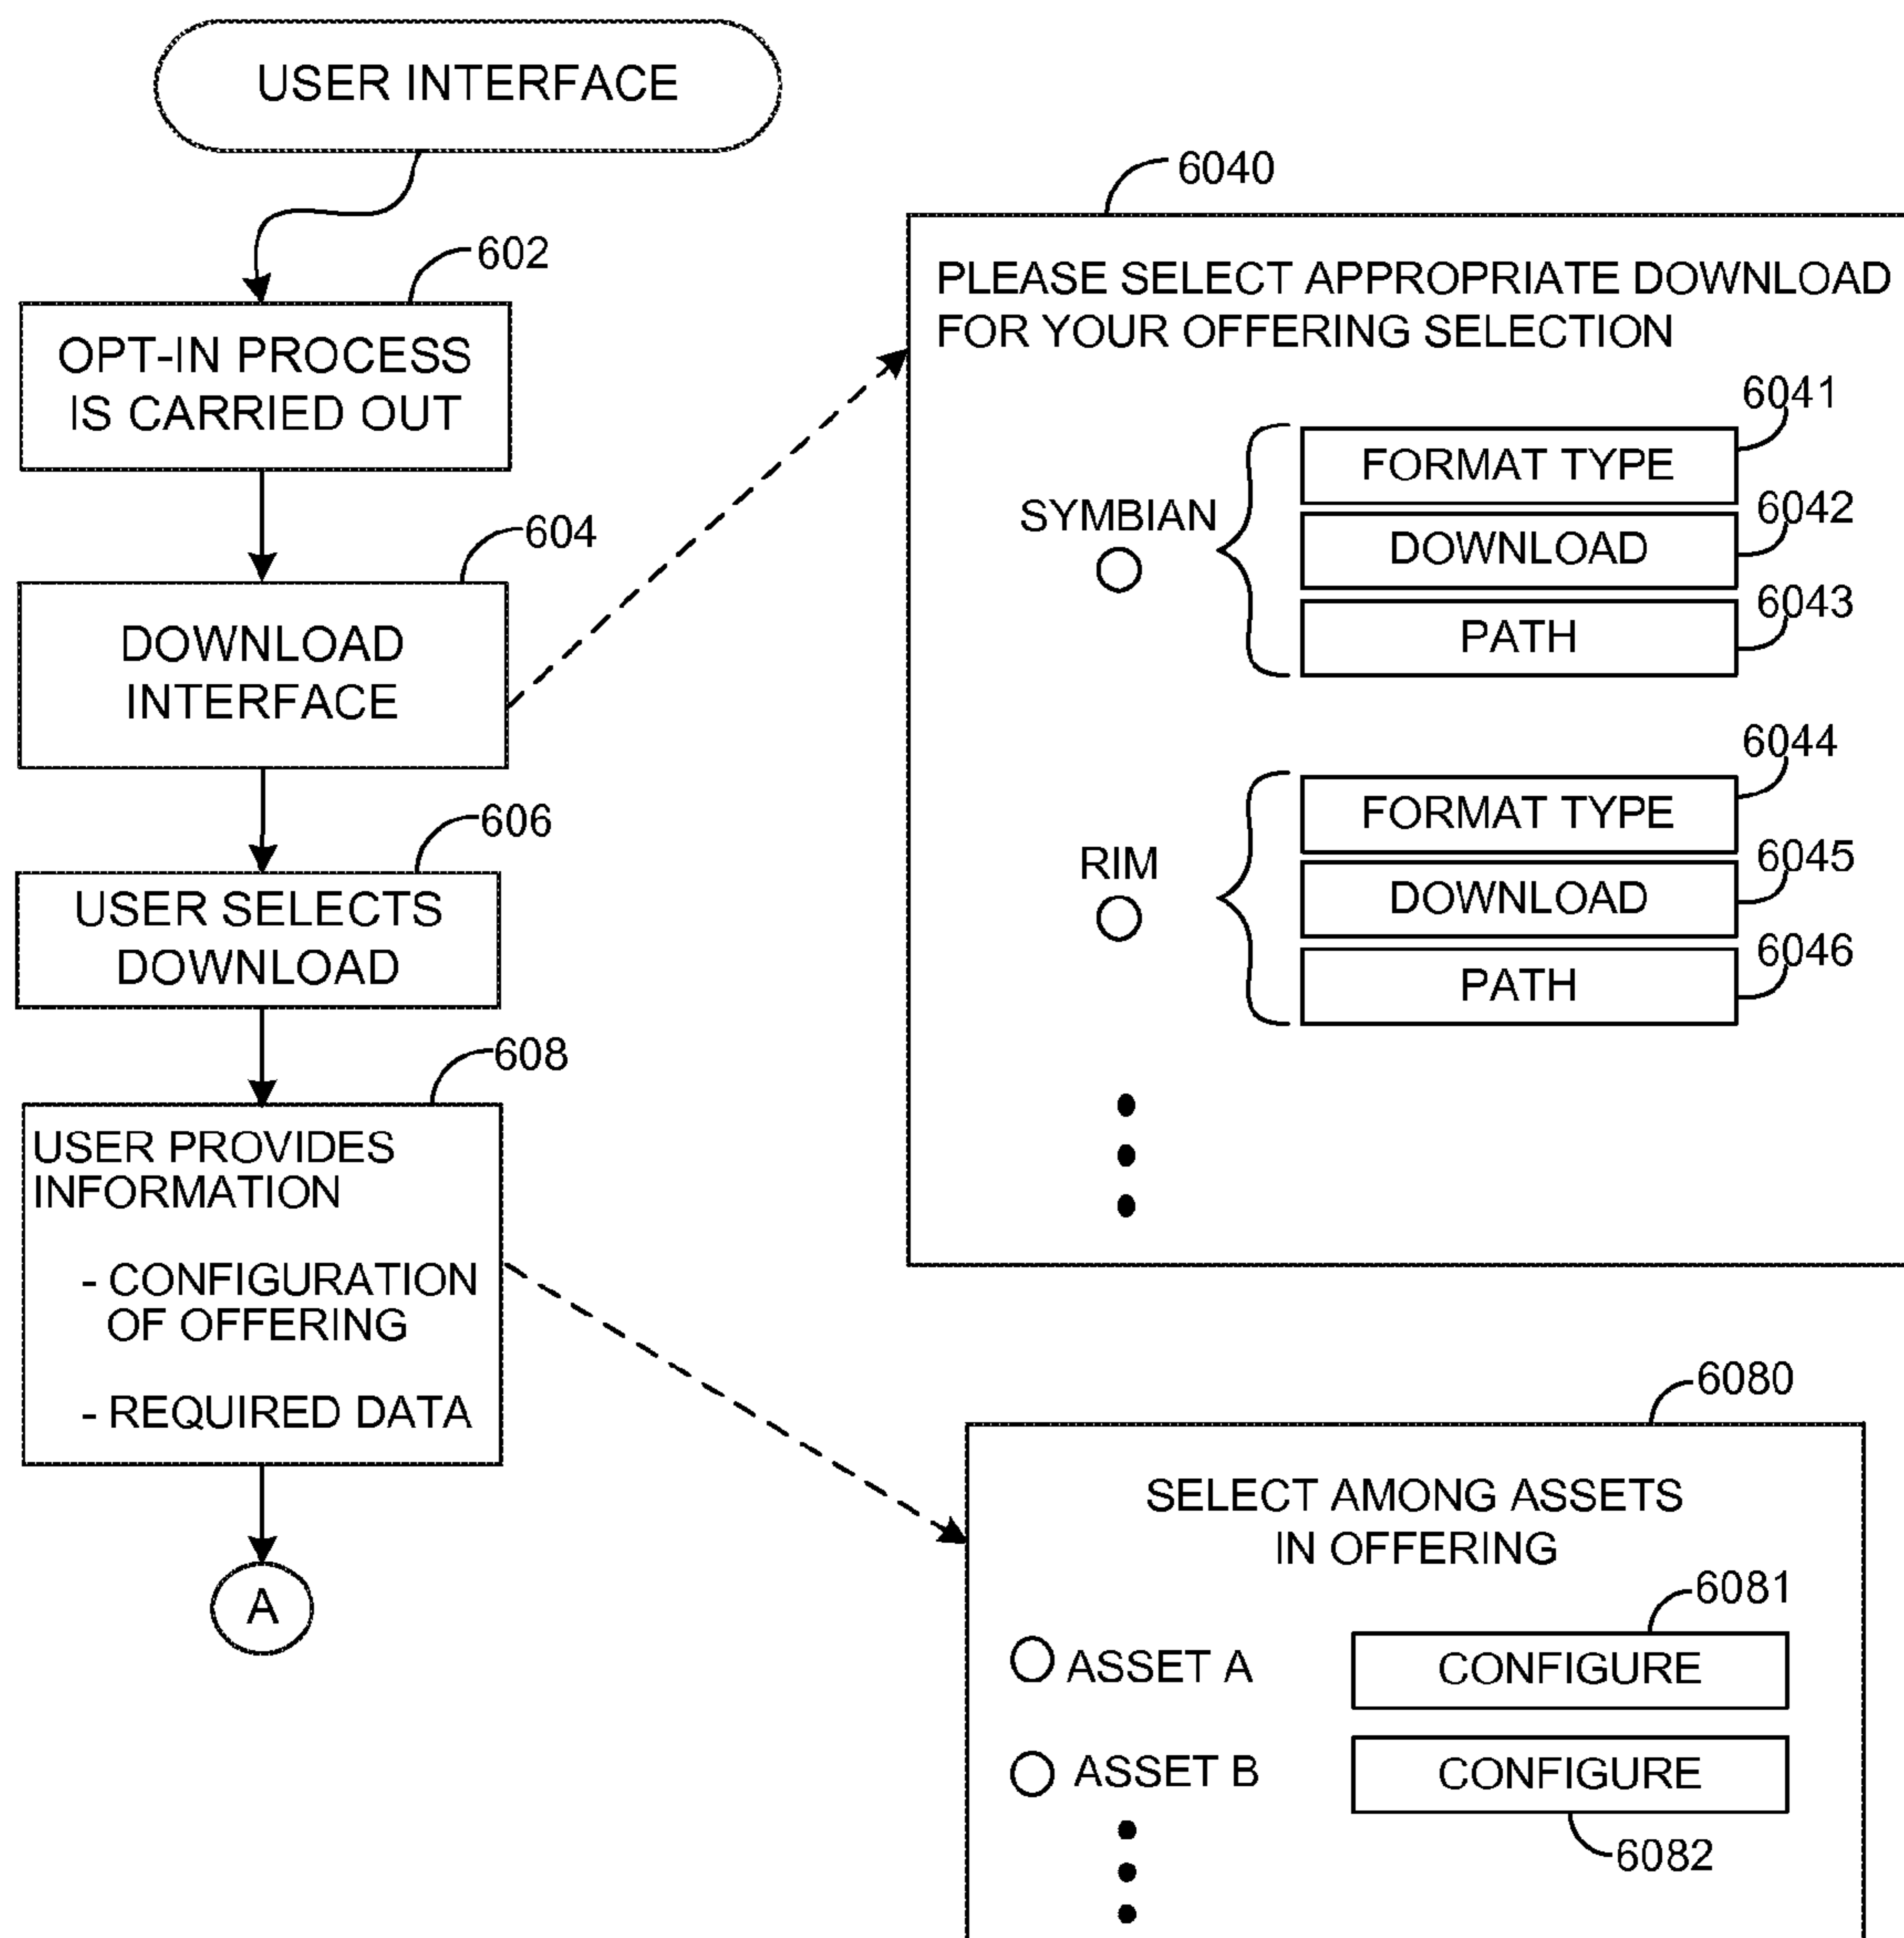 USER INTERFACE
602
OPT-IN PROCESS
IS CARRIED OUT
604
DOWNLOAD
INTERFACE
606
USER SELECTS
DOWNLOAD
608
USER PROVIDES
INFORMATION
- CONFIGURATION
OF OFFERING
- REQUIRED DATA
A
6040
PLEASE SELECT APPROPRIATE DOWNLOAD
FOR YOUR OFFERING SELECTION
SYMBIAN
6041
FORMAT TYPE
6042
DOWNLOAD
6043
PATH
RIM
6044
FORMAT TYPE
6045
DOWNLOAD
6046
PATH
6080
SELECT AMONG ASSETS
IN OFFERING
6081
ASSET A CONFIGURE
ASSET B CONFIGURE
6082